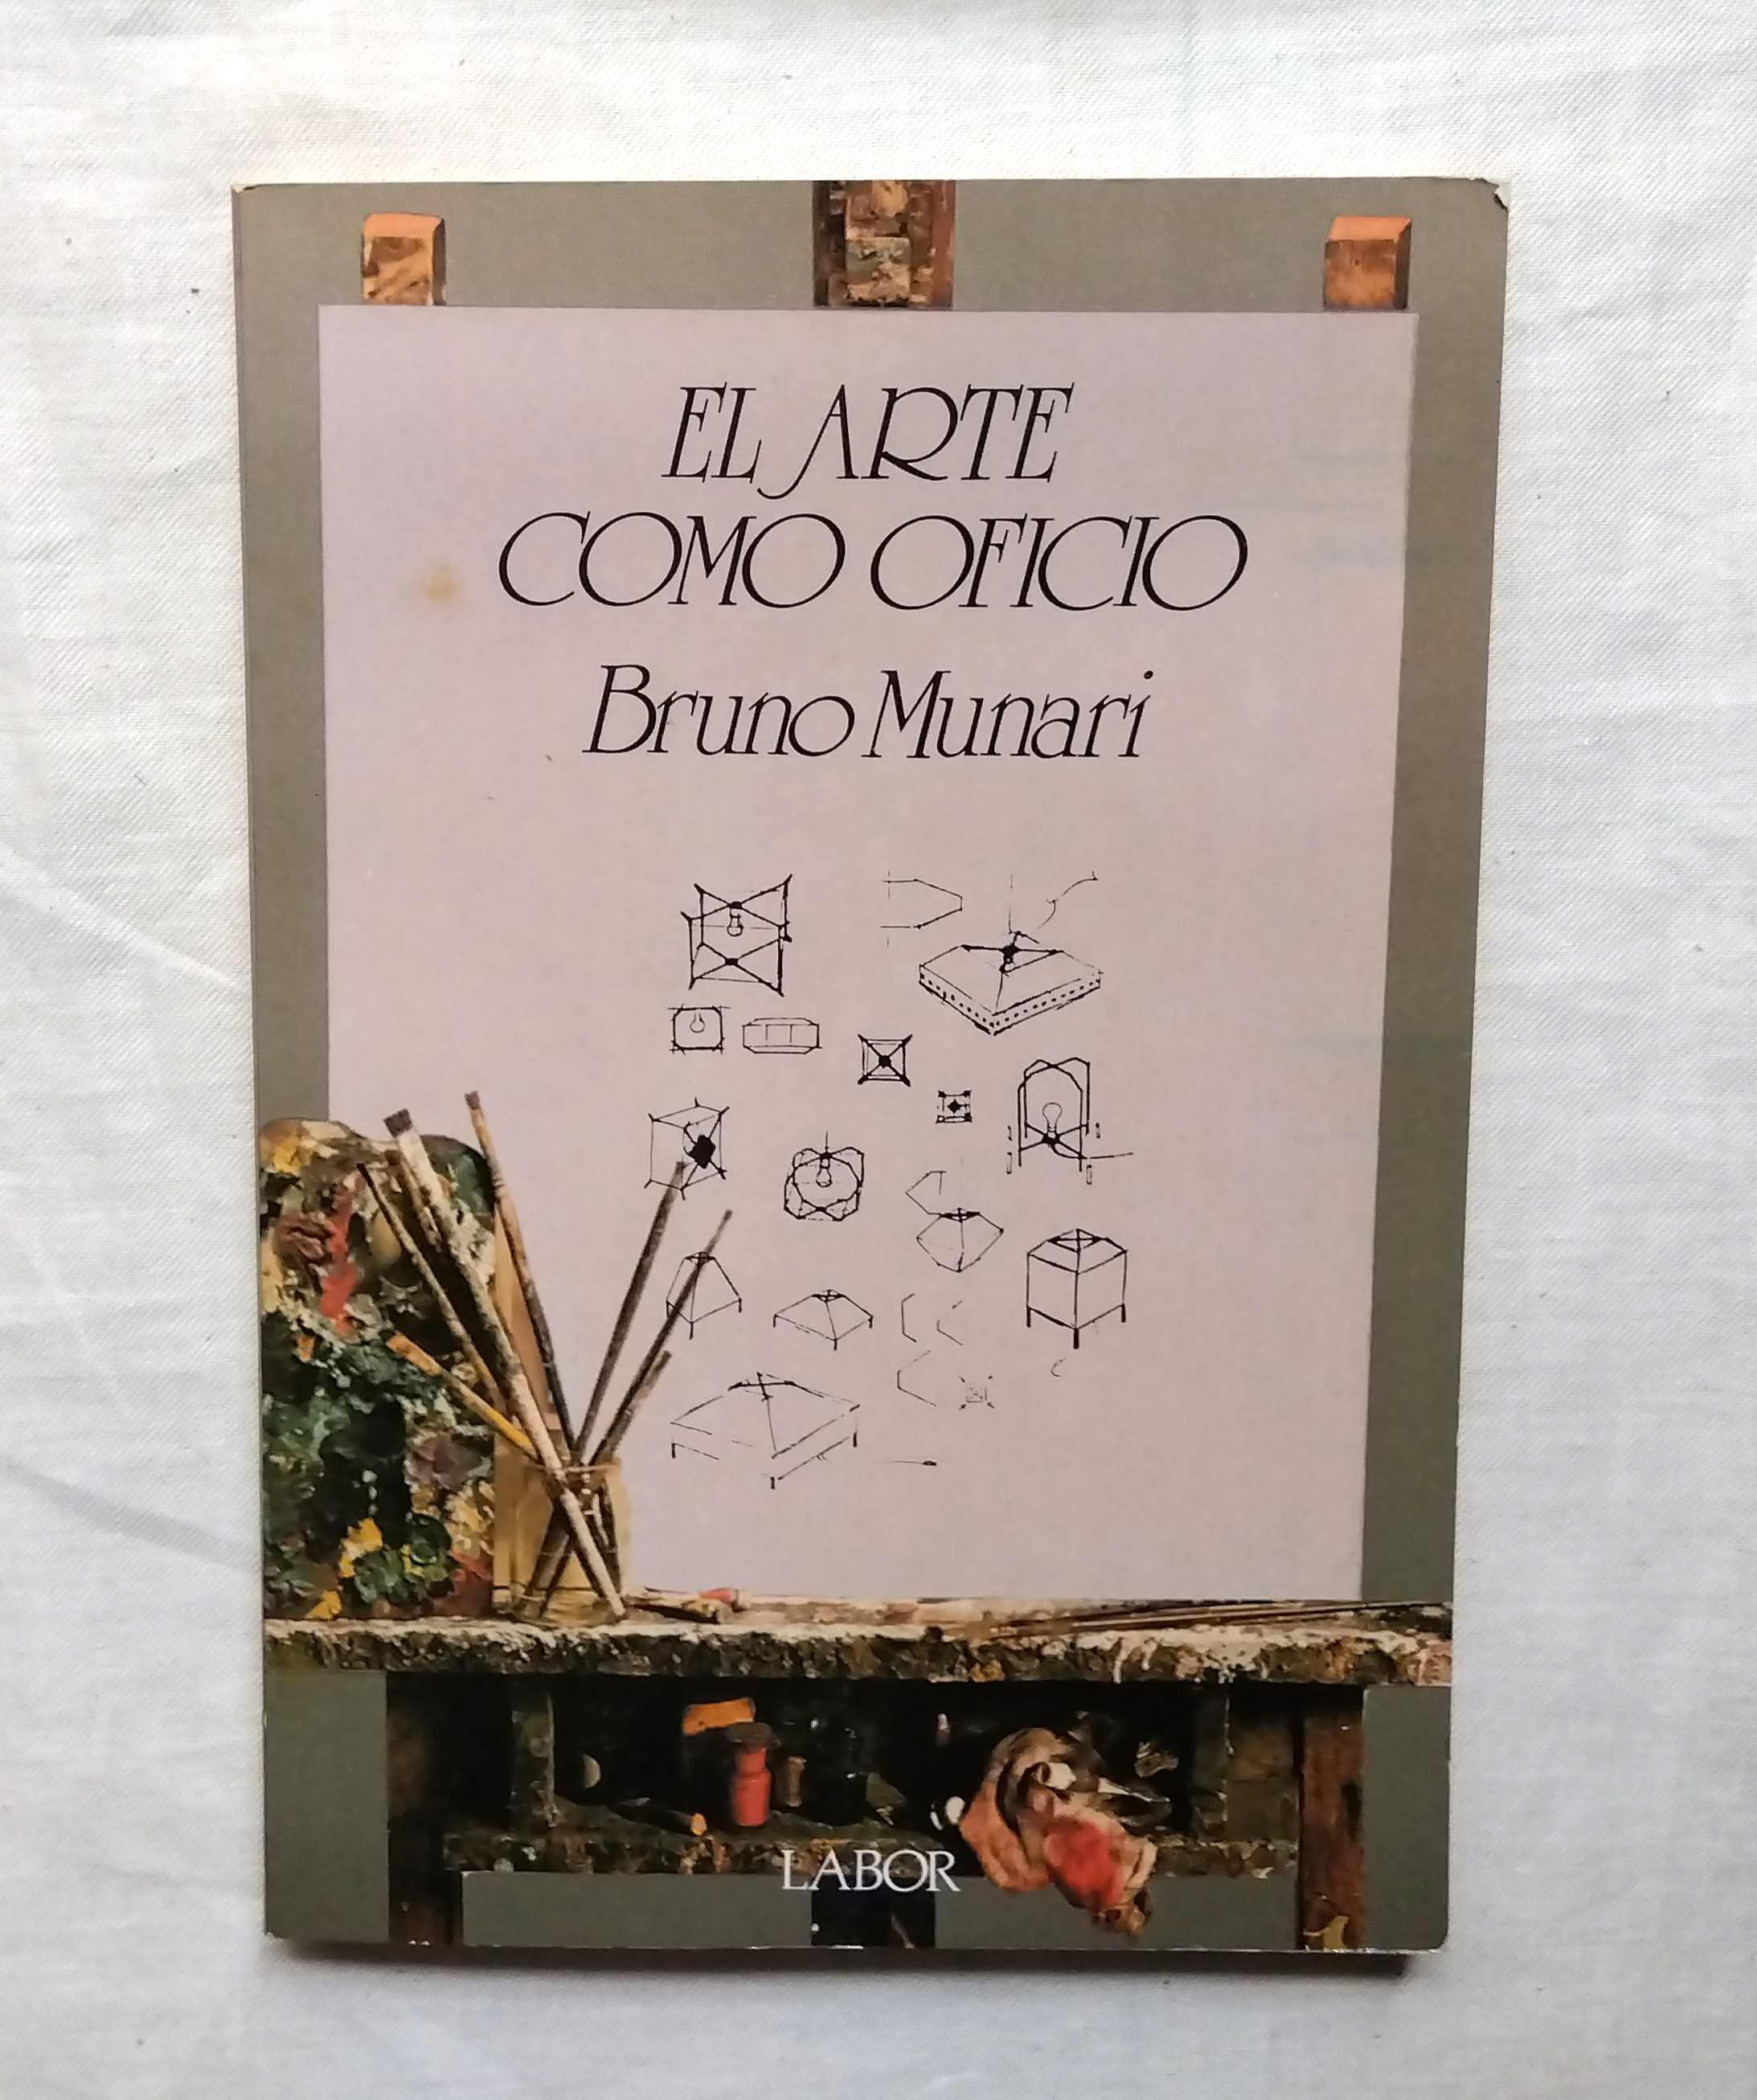 EL ARTE
COMO OFICIO
Bruno Munari
LABOR